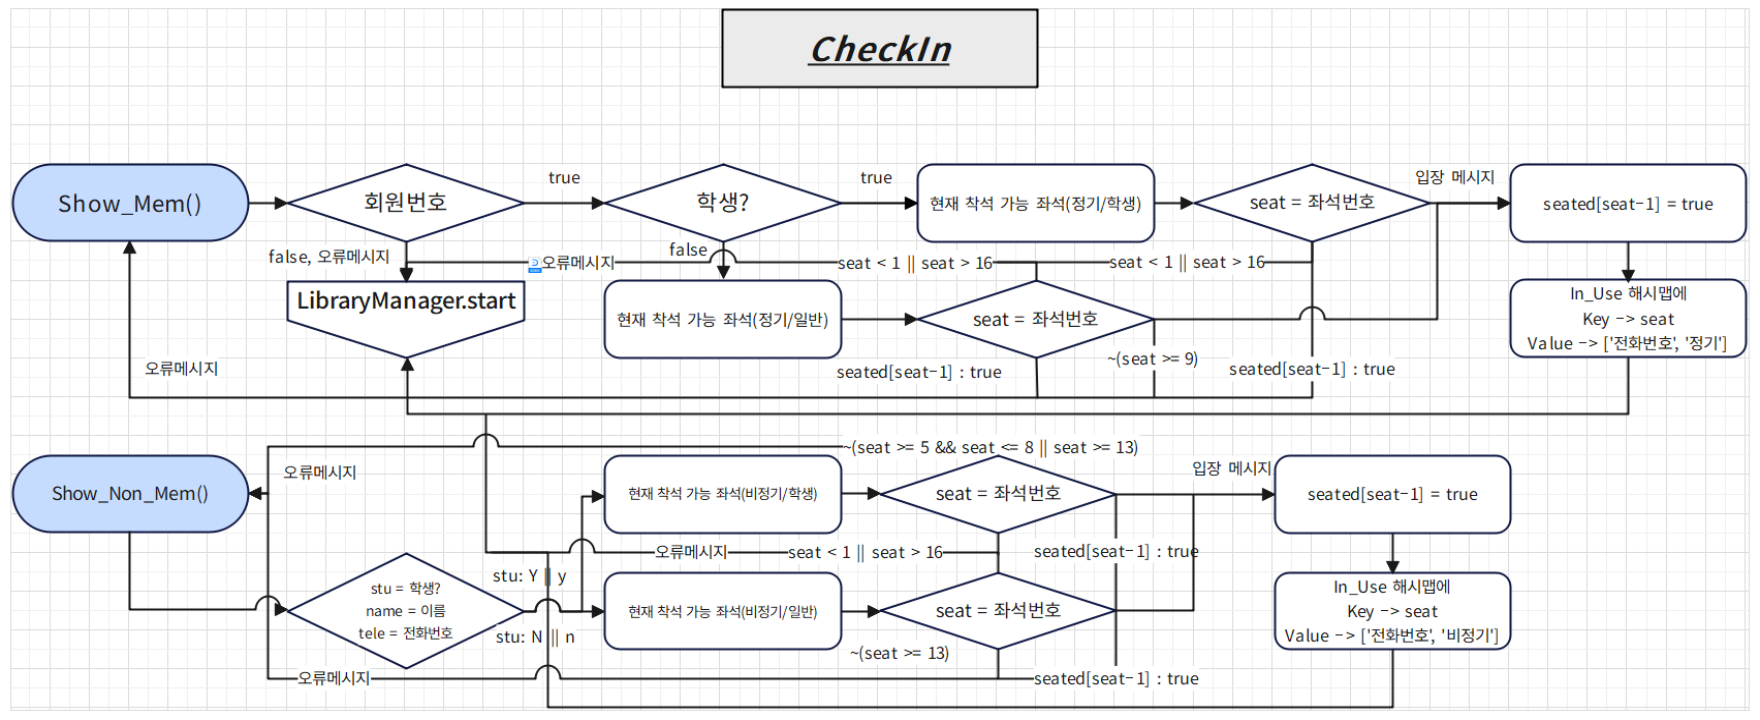 CheckIn
Show_Mem()
회원번호
true
학생?
true
현재 착석 가능 좌석(정기/학생)
seat = 좌석번호
입장 메시지
seated[seat-1] = true
false, 오류메시지
오류메시지
false
seat < 1 || seat > 16
seat < 1 || seat > 16
LibraryManager.start
현재 착석 가능 좌석(정기/일반)
seat = 좌석번호
In_Use 해시맵에
Key -> seat
Value -> ['전화번호', '정기']
오류메시지
seated[seat-1] : true
~(seat >= 9)
seated[seat-1] : true
~(seat >= 5 && seat <= 8 || seat >= 13)
Show_Non_Mem()
오류메시지
현재 착석 가능 좌석(비정기/학생)
seat = 좌석번호
입장 메시지
seated[seat-1] = true
오류메시지
seat < 1 || seat > 16
seated[seat-1] : true
stu: Y || y
stu = 학생?
name = 이름
tele = 전화번호
stu: N || n
현재 착석 가능 좌석(비정기/일반)
seat = 좌석번호
In_Use 해시맵에
Key -> seat
Value -> ['전화번호', '비정기']
~(seat >= 13)
오류메시지
seated[seat-1] : true